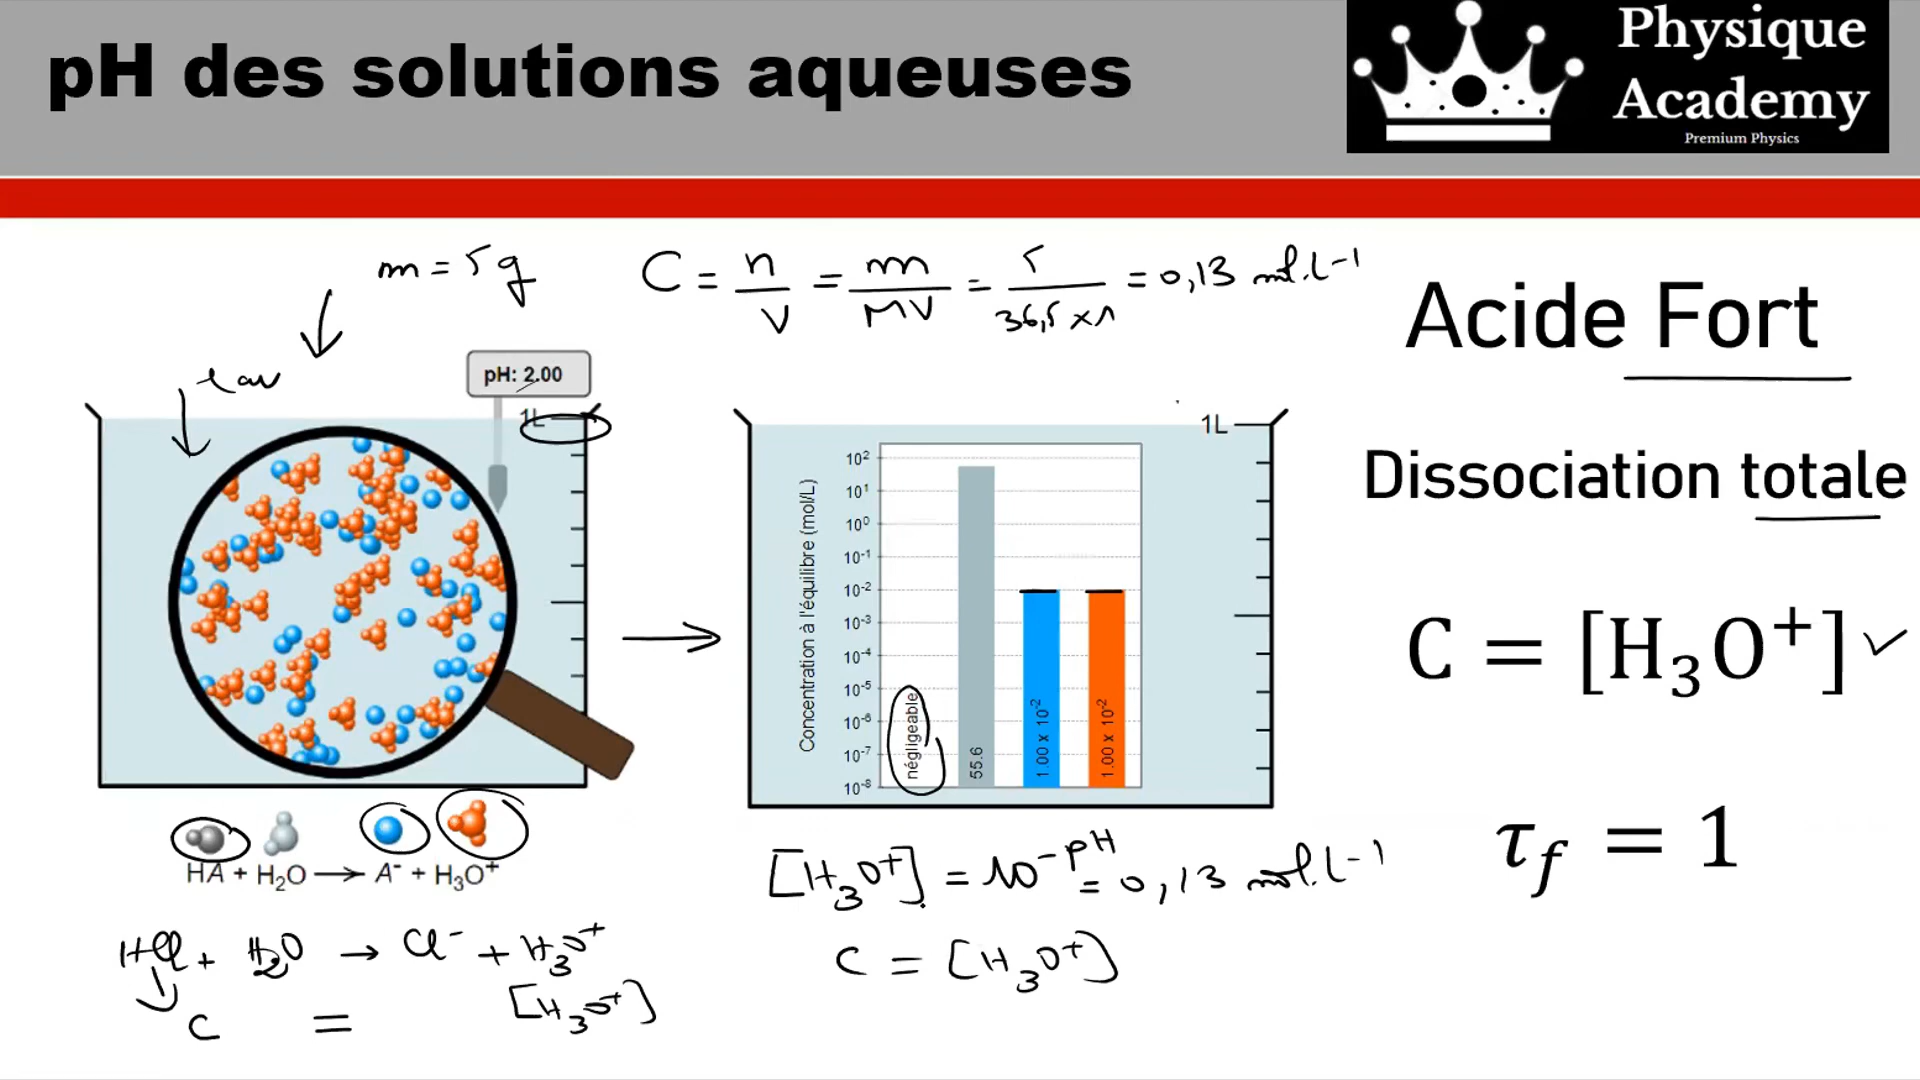 pH des solutions aqueuses
Physique
Academy
Premium Physics
m = 5 g
C = n/V = m/MV = 5/36,5 x 1 = 0,13 mol.l-1
Acide Fort
Dissociation totale
C = [H₃O⁺]
τf = 1
eau
pH: 2.00
1L
1L
Concentration à l'équilibre (mol/L)
10²
10¹
10⁰
10⁻¹
10⁻²
10⁻³
10⁻⁴
10⁻⁵
10⁻⁶
10⁻⁷
10⁻⁸
négligeable
55.6
1.00 x 10⁻²
1.00 x 10⁻²
HA + H₂O → A⁻ + H₃O⁺
HCl + H₂O → Cl⁻ + H₃O⁺
C = [H₃O⁺]
[H₃O⁺] = 10⁻ᵖᴴ = 0,13 mol.l-1
C = [H₃O⁺]